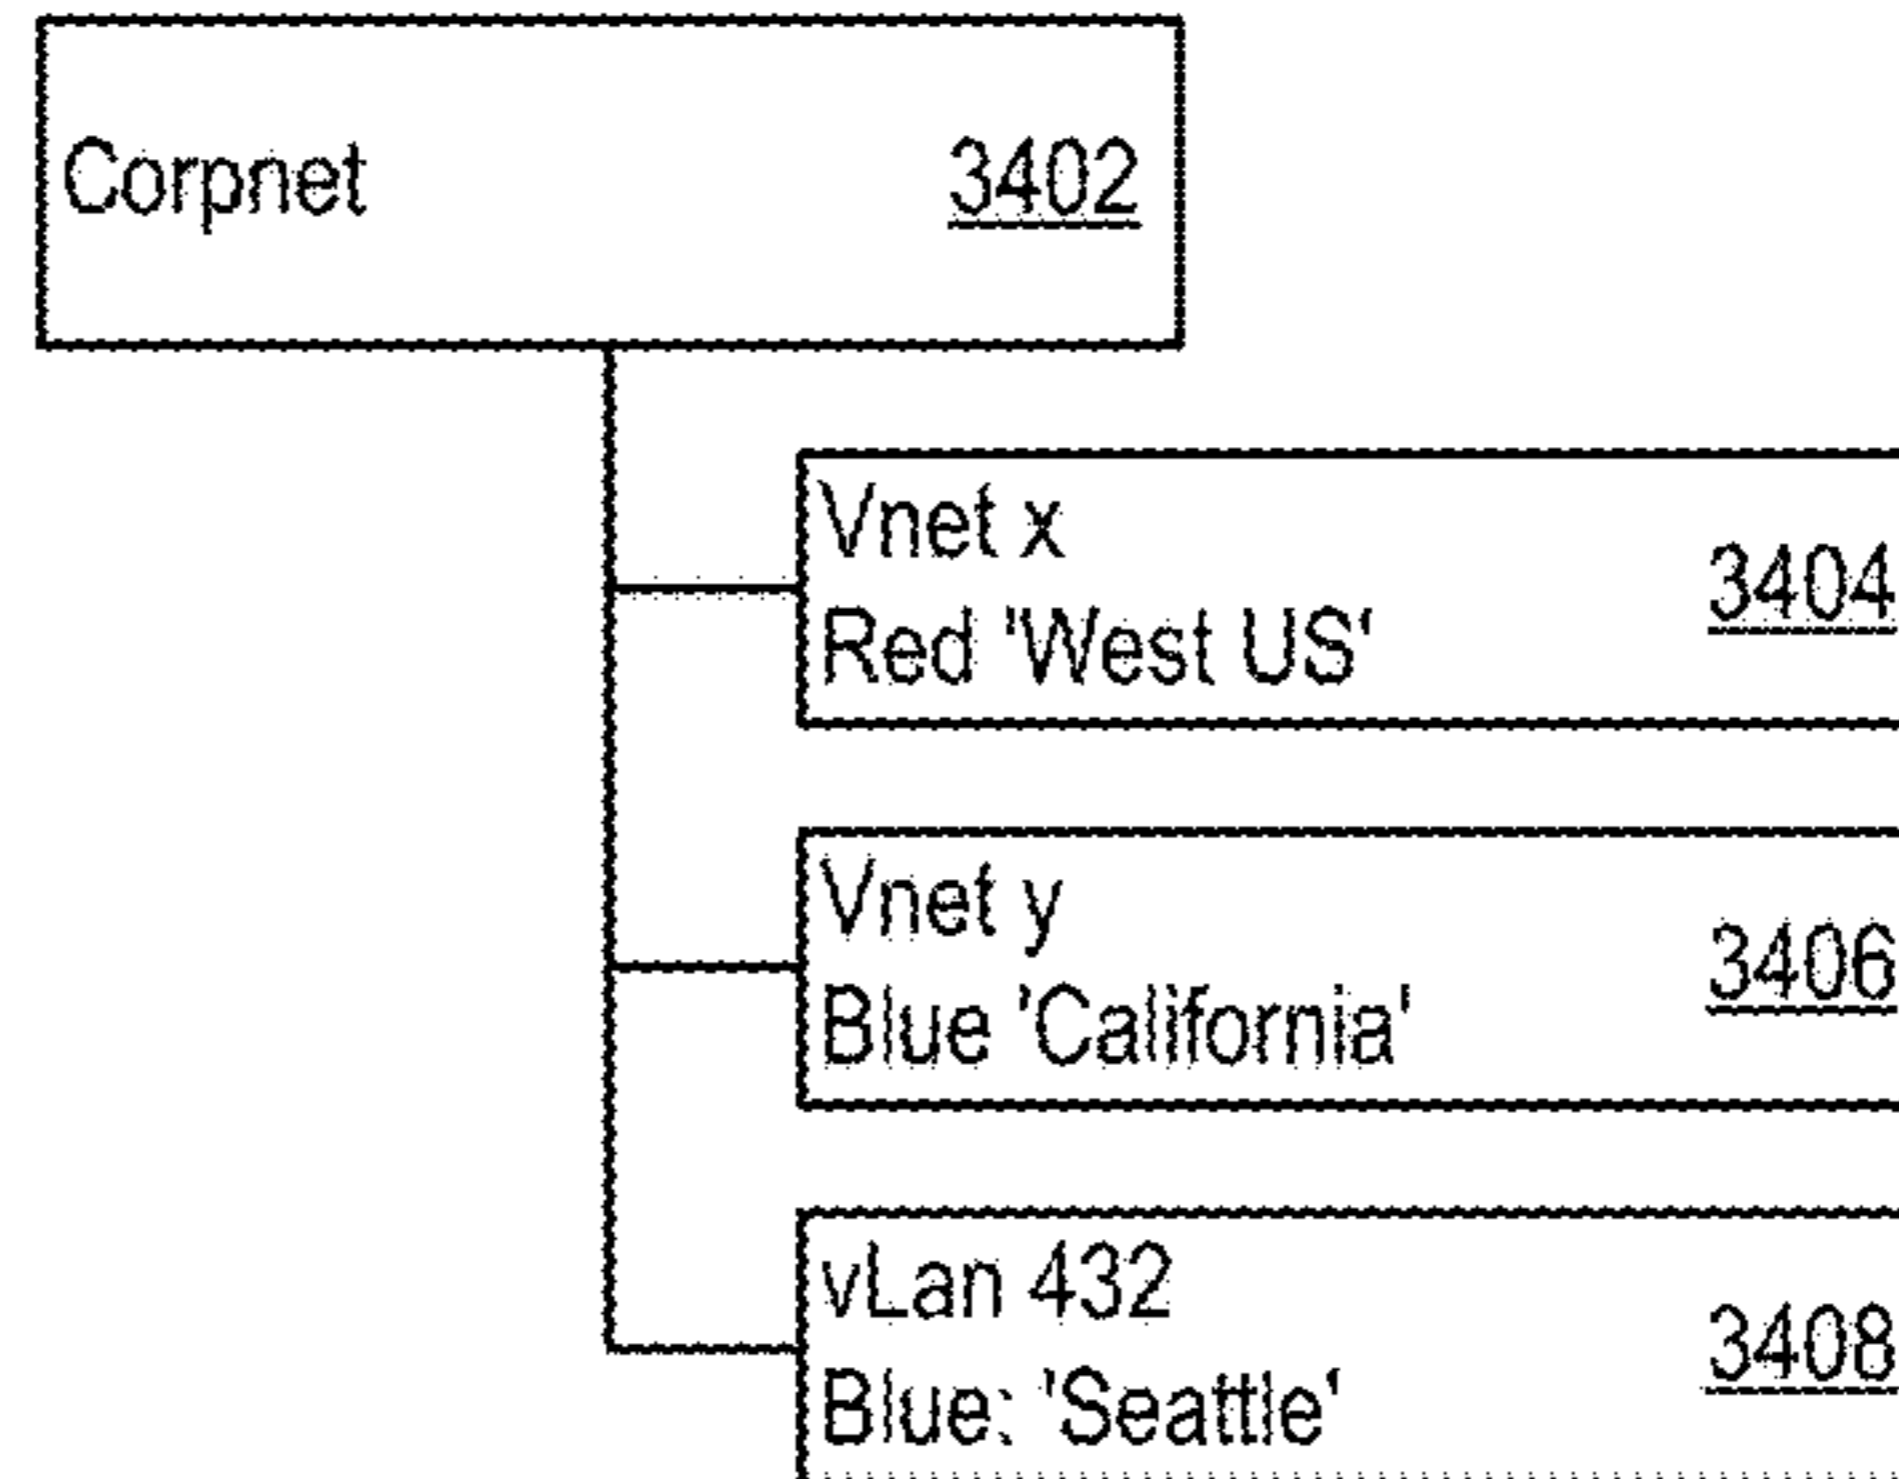 Corpnet 3402
Vnet x
3404
Red 'West US'
Vnet y
3406
Blue 'California'
vLan 432
3408
Blue: 'Seattle'